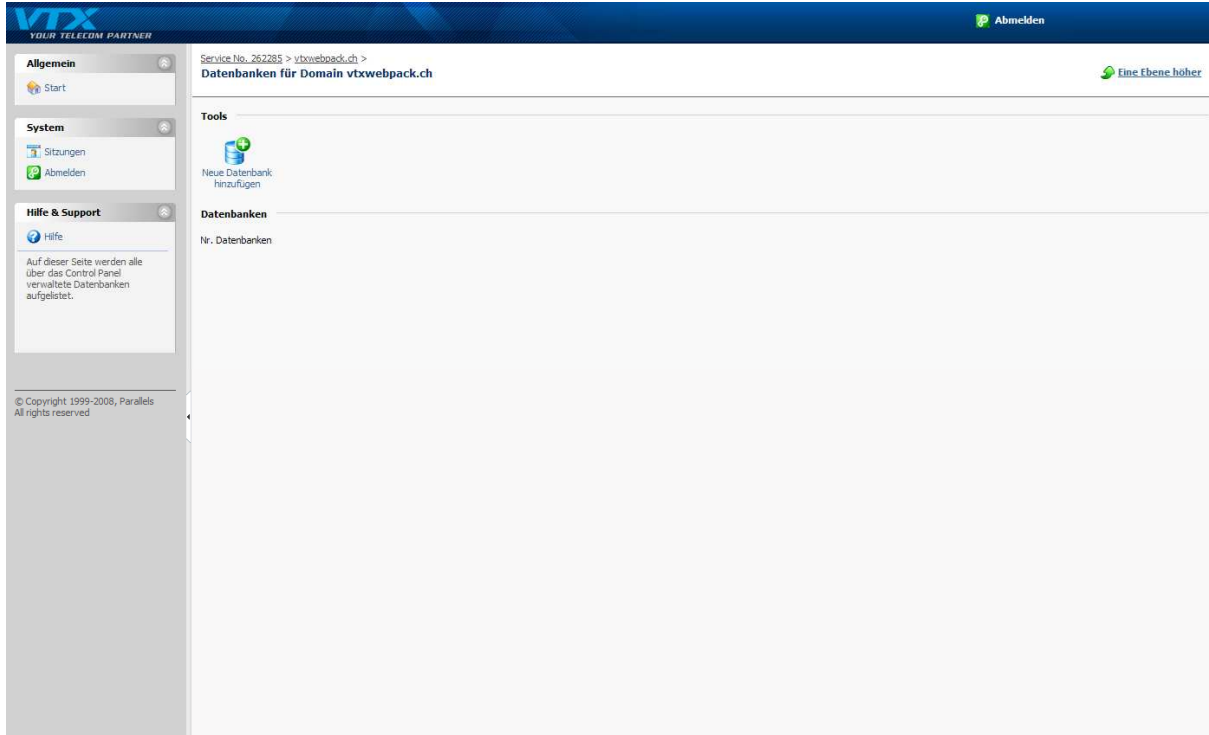 VTX
YOUR TELECOM PARTNER
Abmelden
Allgemein
Start
System
Sitzungen
Abmelden
Hilfe & Support
Hilfe
Auf dieser Seite werden alle
über das Control Panel
verwaltete Datenbanken
aufgelistet.
© Copyright 1999-2008, Parallels
All rights reserved
Service No. 262285 > vtxwebpack.ch >
Datenbanken für Domain vtxwebpack.ch
Eine Ebene höher
Tools
Neue Datenbank
hinzufügen
Datenbanken
Nr. Datenbanken